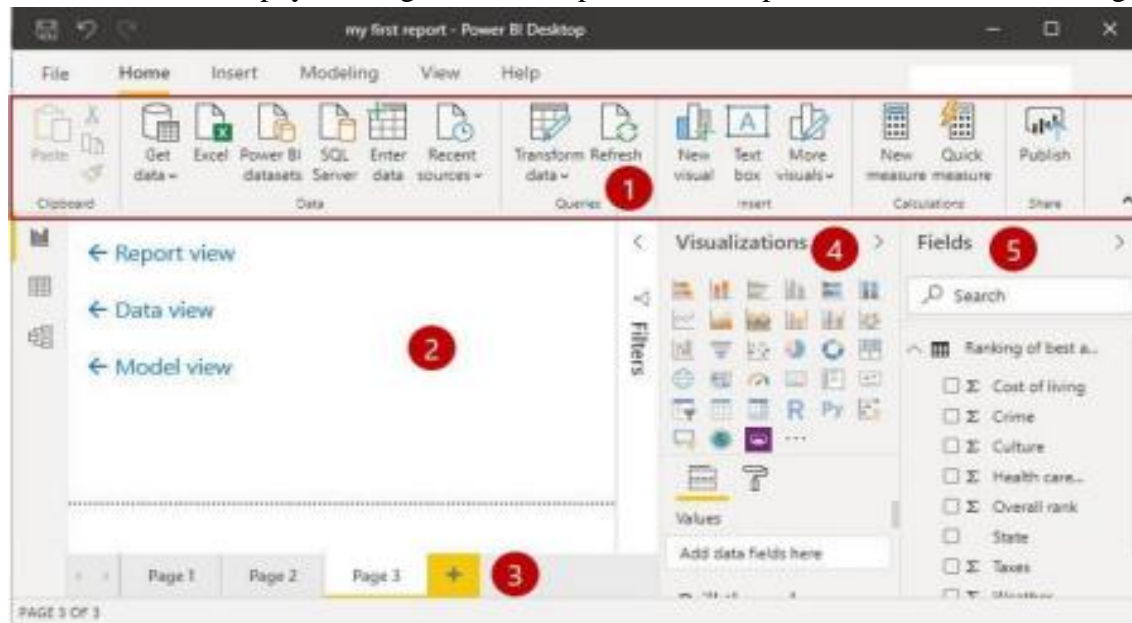 my first report - Power BI Desktop
File Home Insert Modeling View Help
Paste Get data Excel Power BI datasets SQL Server Enter data Recent sources Transform data Refresh New visual Text box More visuals New measure Quick measure Publish
1
Clipboard Data Queries Insert Calculations Share
← Report view
← Data view
← Model view
2
Filters
Visualizations 4
R Py
...
Values
Add data fields here
Fields 5
Search
Ranking of best a...
Σ Cost of living
Σ Crime
Σ Culture
Σ Health care...
Σ Overall rank
State
Σ Taxes
Page 1 Page 2 Page 3 + 3
PAGE 3 OF 3